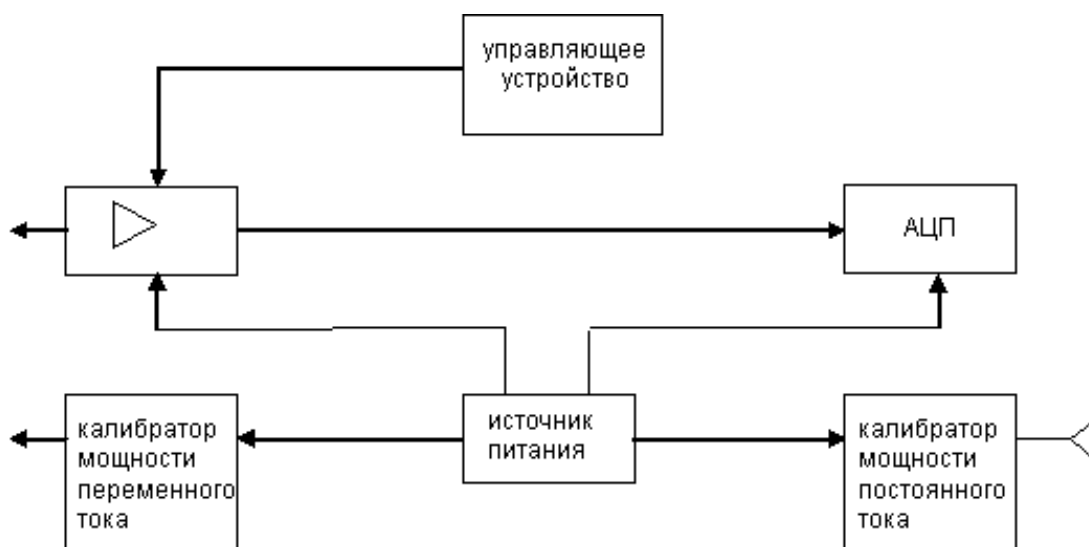 управляющее
устройство
АЦП
источник
питания
калибратор
мощности
переменного
тока
калибратор
мощности
постоянного
тока